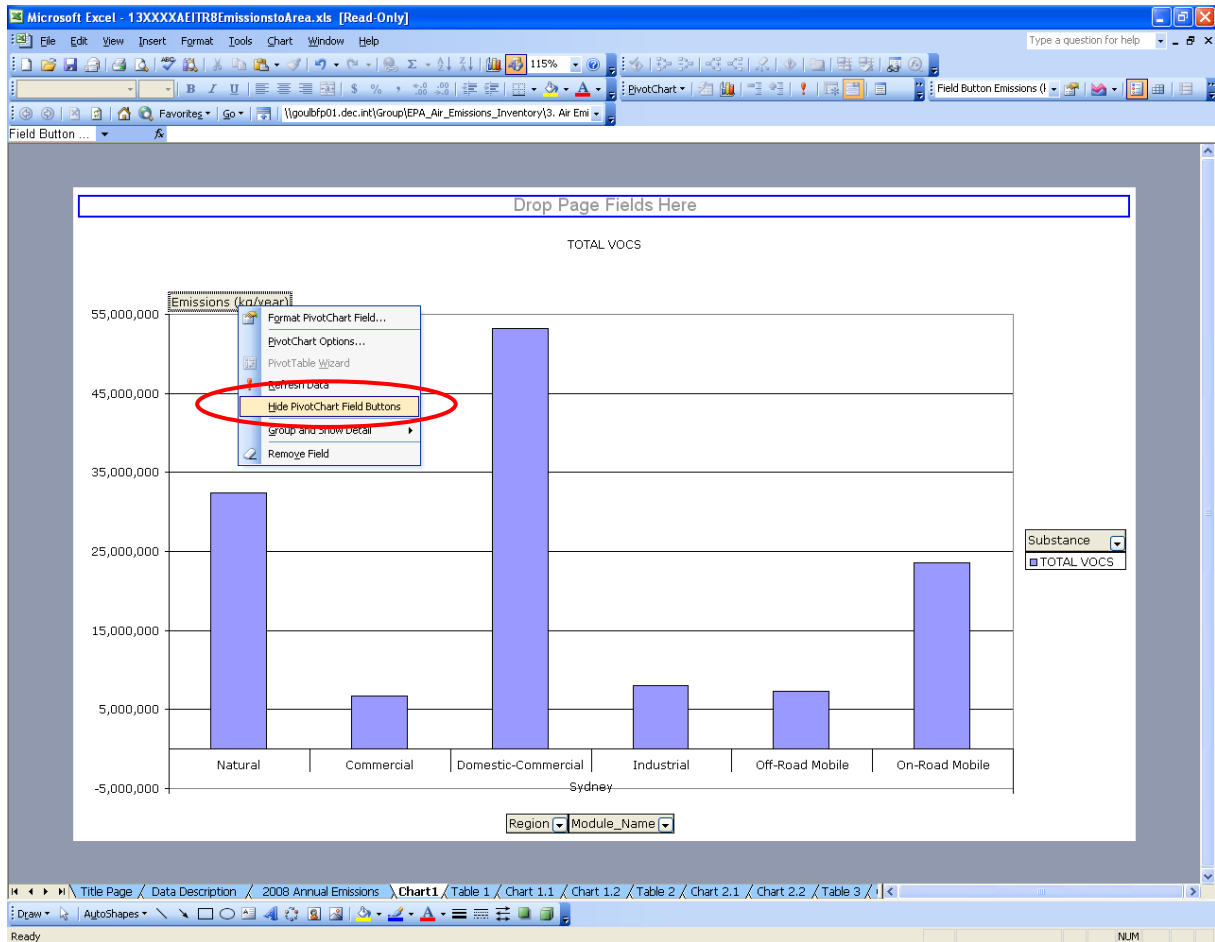 Microsoft Excel - 13XXXXAEITR8EmissionstoArea.xls [Read-Only]
File Edit View Insert Format Tools Chart Window Help
Type a question for help
115%
B I U $ % ,
PivotChart
Field Button Emissions (k
Favorites Go \\goulbfp01.dec.int\Group\EPA_Air_Emissions_Inventory\3. Air Emi
Field Button ... fx
Drop Page Fields Here
TOTAL VOCS
Emissions (kg/year)
Format PivotChart Field...
PivotChart Options...
PivotTable Wizard
Refresh Data
Hide PivotChart Field Buttons
Group and Show Detail
Remove Field
55,000,000
45,000,000
35,000,000
25,000,000
15,000,000
5,000,000
-5,000,000
Substance
TOTAL VOCS
Natural Commercial Domestic-Commercial Industrial Off-Road Mobile On-Road Mobile
Sydney
Region Module_Name
Title Page Data Description 2008 Annual Emissions Chart1 Table 1 Chart 1.1 Chart 1.2 Table 2 Chart 2.1 Chart 2.2 Table 3
Draw AutoShapes
Ready NUM